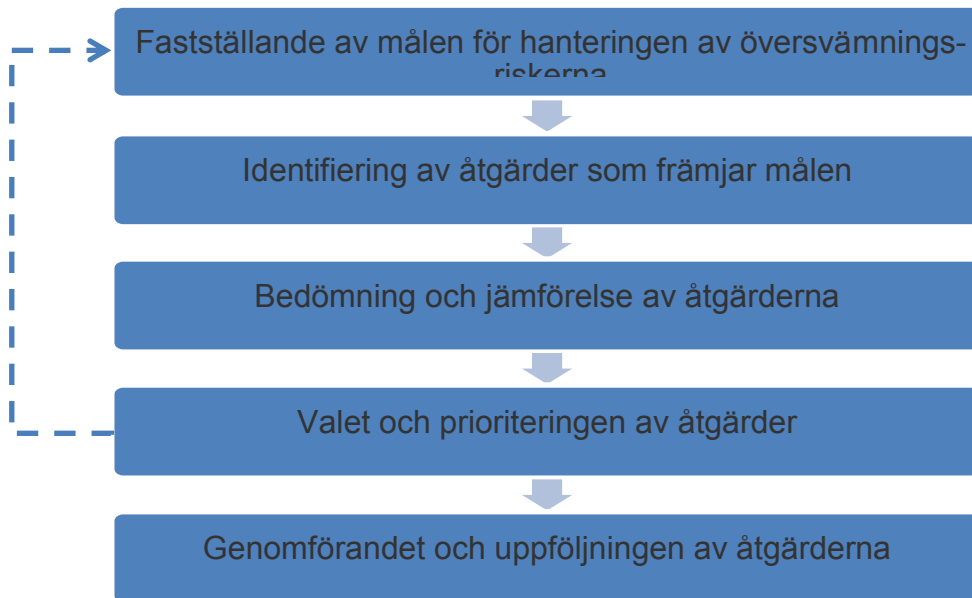 Fastställande av målen för hanteringen av översvämnings-
riskerna
Identifiering av åtgärder som främjar målen
Bedömning och jämförelse av åtgärderna
Valet och prioriteringen av åtgärder
Genomförandet och uppföljningen av åtgärderna